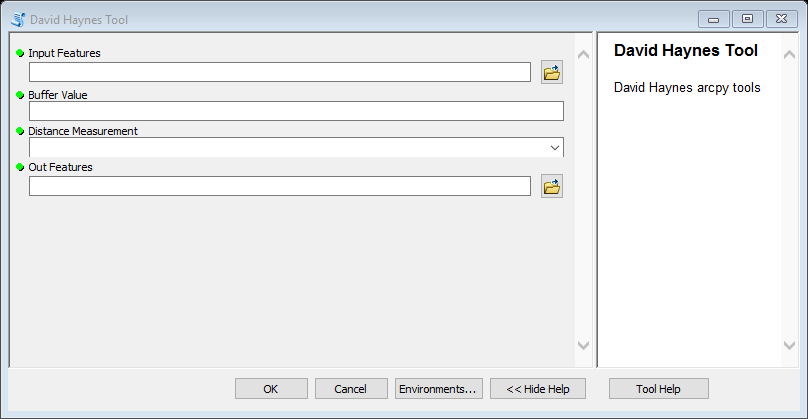 David Haynes Tool
Input Features
Buffer Value
Distance Measurement
Out Features
David Haynes Tool
David Haynes arcpy tools
OK
Cancel
Environments...
<< Hide Help
Tool Help